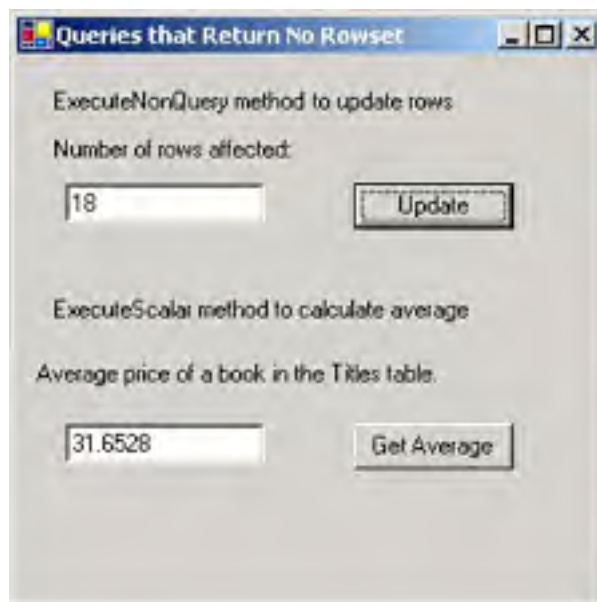 Queries that Return No Rowset
ExecuteNonQuery method to update rows
Number of rows affected:
18
Update
ExecuteScalar method to calculate average
Average price of a book in the Titles table.
31.6528
Get Average